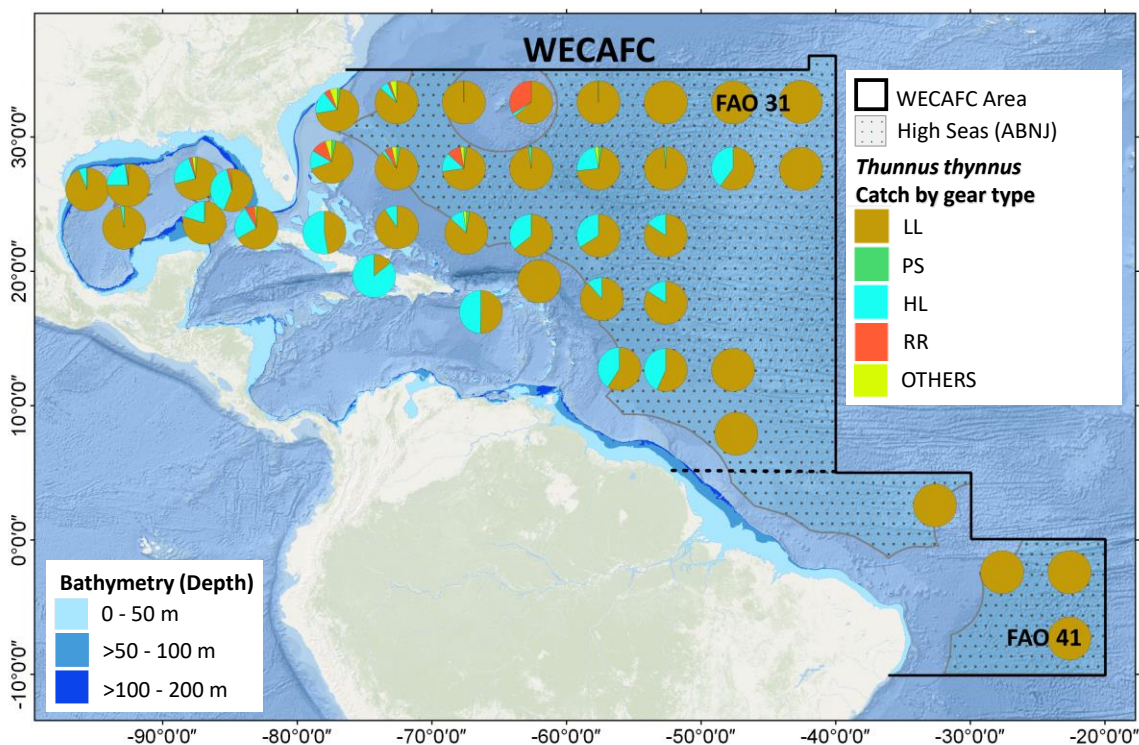 WECAFC
FAO 31
WECAFC Area
High Seas (ABNJ)
Thunnus thynnus
Catch by gear type
LL
PS
HL
RR
OTHERS
30°0'0"
20°0'0"
10°0'0"
0°0'0"
-10°0'0"
FAO 41
Bathymetry (Depth)
0 - 50 m
>50 - 100 m
>100 - 200 m
-90°0'0"
-80°0'0"
-70°0'0"
-60°0'0"
-50°0'0"
-40°0'0"
-30°0'0"
-20°0'0"